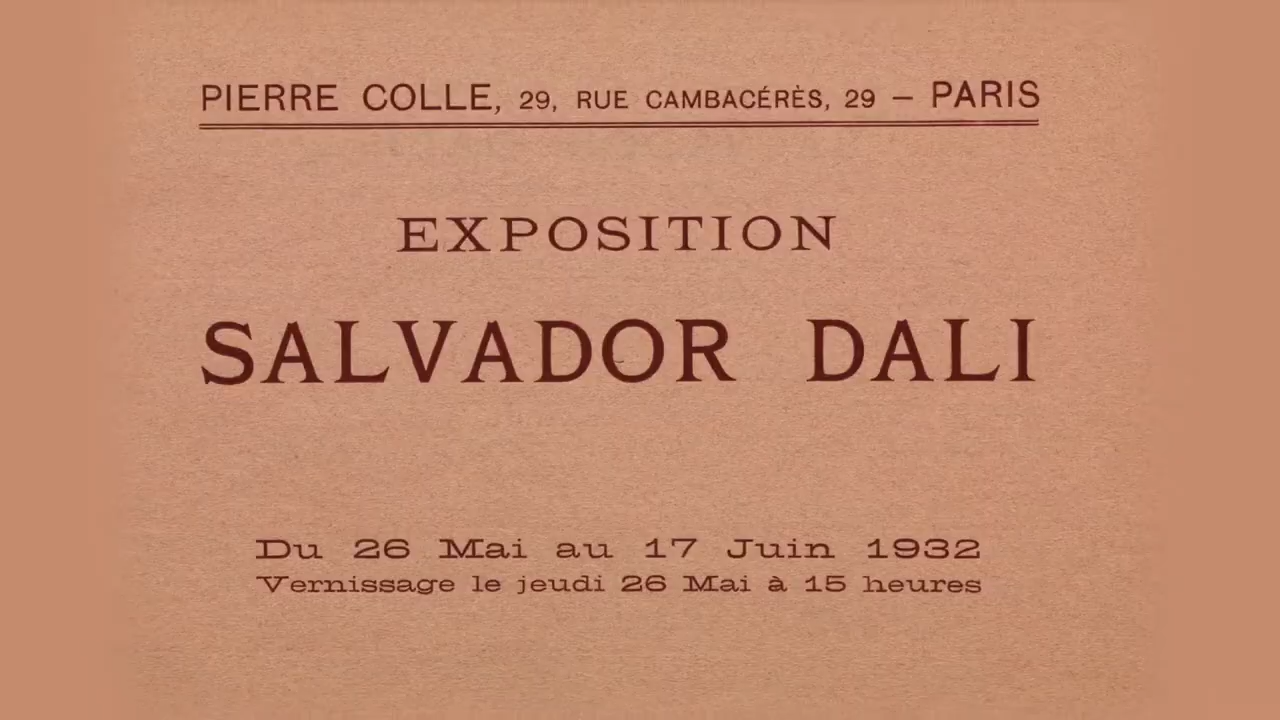 PIERRE COLLE, 29, RUE CAMBACÉRÈS, 29 — PARIS
EXPOSITION
SALVADOR DALI
Du 26 Mai au 17 Juin 1932
Vernissage le jeudi 26 Mai à 15 heures